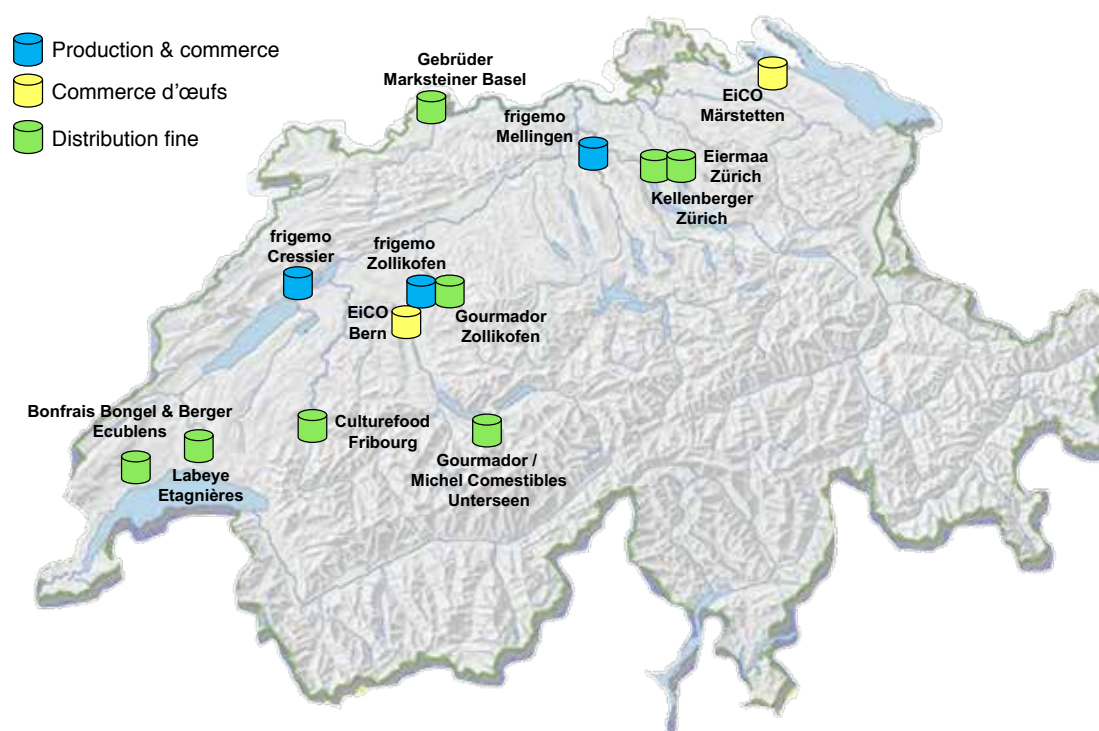 Production & commerce
Commerce d’œufs
Distribution fine
Gebrüder
Marksteiner Basel
EiCO
Märstetten
frigemo
Mellingen
Eiermaa
Zürich
Kellenberger
Zürich
frigemo
Cressier
frigemo
Zollikofen
EiCO
Bern
Gourmador
Zollikofen
Bonfrais Bongel & Berger
Ecublens
Labeye
Etagnières
Culturefood
Fribourg
Gourmador /
Michel Comestibles
Unterseen